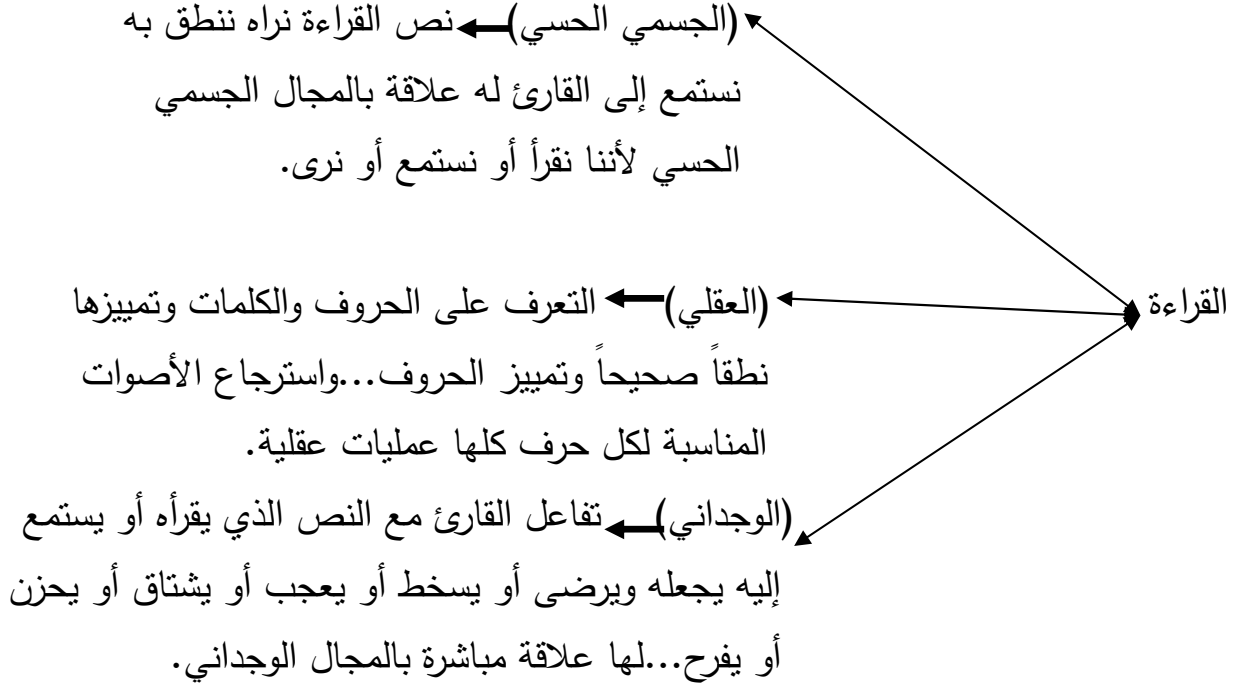 (الجسمي الحسي) نص القراءة نراه ننطق به
نستمع إلى القارئ له علاقة بالمجال الجسمي
الحسي لأننا نقرأ أو نستمع أو نرى.
القراءة
(العقلي) التعرف على الحروف والكلمات وتمييزها
نطقاً صحيحاً وتمييز الحروف...واسترجاع الأصوات
المناسبة لكل حرف كلها عمليات عقلية.
(الوجداني) تفاعل القارئ مع النص الذي يقرأه أو يستمع
إليه يجعله ويرضى أو يسخط أو يعجب أو يشتاق أو يحزن
أو يفرح...لها علاقة مباشرة بالمجال الوجداني.